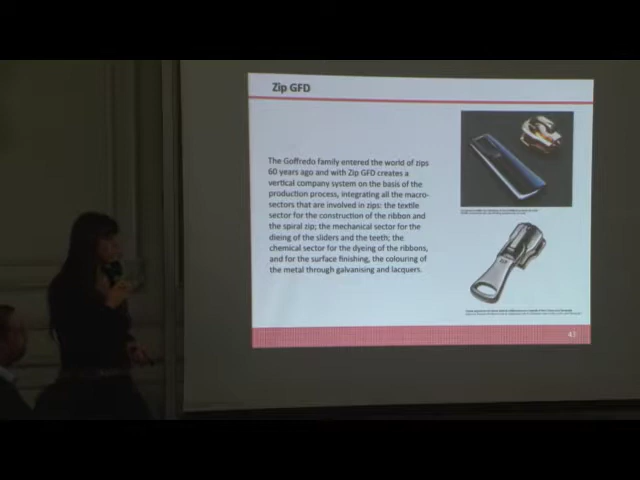 Zip GFD
The Goffredo family entered the world of zips
60 years ago and with Zip GFD creates a
vertical company system on the basis of the
production process, integrating all the macro-
sectors that are involved in zips: the textile
sector for the construction of the ribbon and
the spiral zip; the mechanical sector for the
dieing of the sliders and the teeth; the
chemical sector for the dyeing of the ribbons,
and for the surface finishing, the colouring of
the metal through galvanising and lacquers.
43